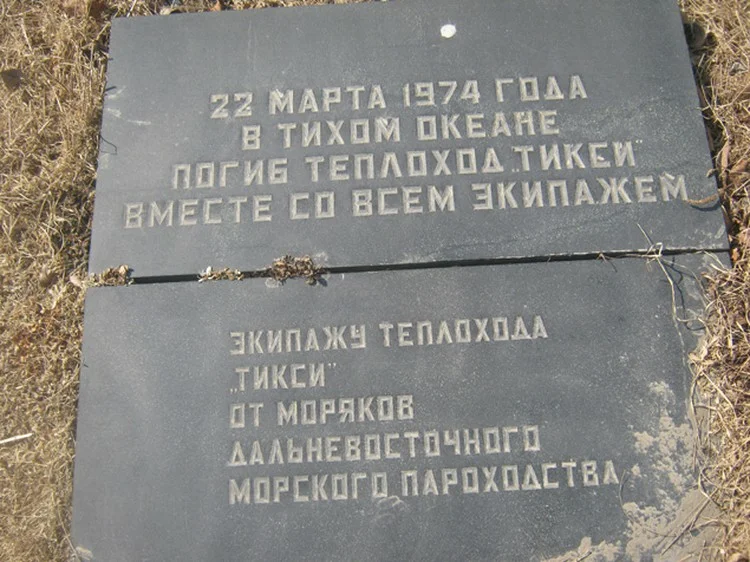 22 МАРТА 1974 ГОДА
В ТИХОМ ОКЕАНЕ
ПОГИБ ТЕПЛОХОД „ТИКСИ"
ВМЕСТЕ СО ВСЕМ ЭКИПАЖЕМ
ЭКИПАЖУ ТЕПЛОХОДА
„ТИКСИ"
ОТ МОРЯКОВ
ДАЛЬНЕВОСТОЧНОГО
МОРСКОГО ПАРОХОДСТВА